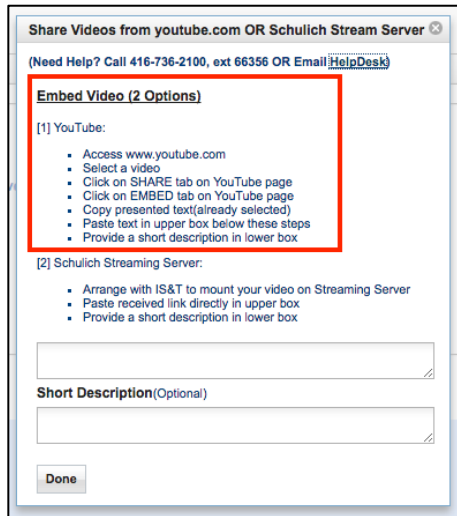 Share Videos from youtube.com OR Schulich Stream Server
(Need Help? Call 416-736-2100, ext 66356 OR Email HelpDesk)
Embed Video (2 Options)
[1] YouTube:
Access www.youtube.com
Select a video
Click on SHARE tab on YouTube page
Click on EMBED tab on YouTube page
Copy presented text(already selected)
Paste text in upper box below these steps
Provide a short description in lower box
[2] Schulich Streaming Server:
Arrange with IS&T to mount your video on Streaming Server
Paste received link directly in upper box
Provide a short description in lower box
Short Description(Optional)
Done